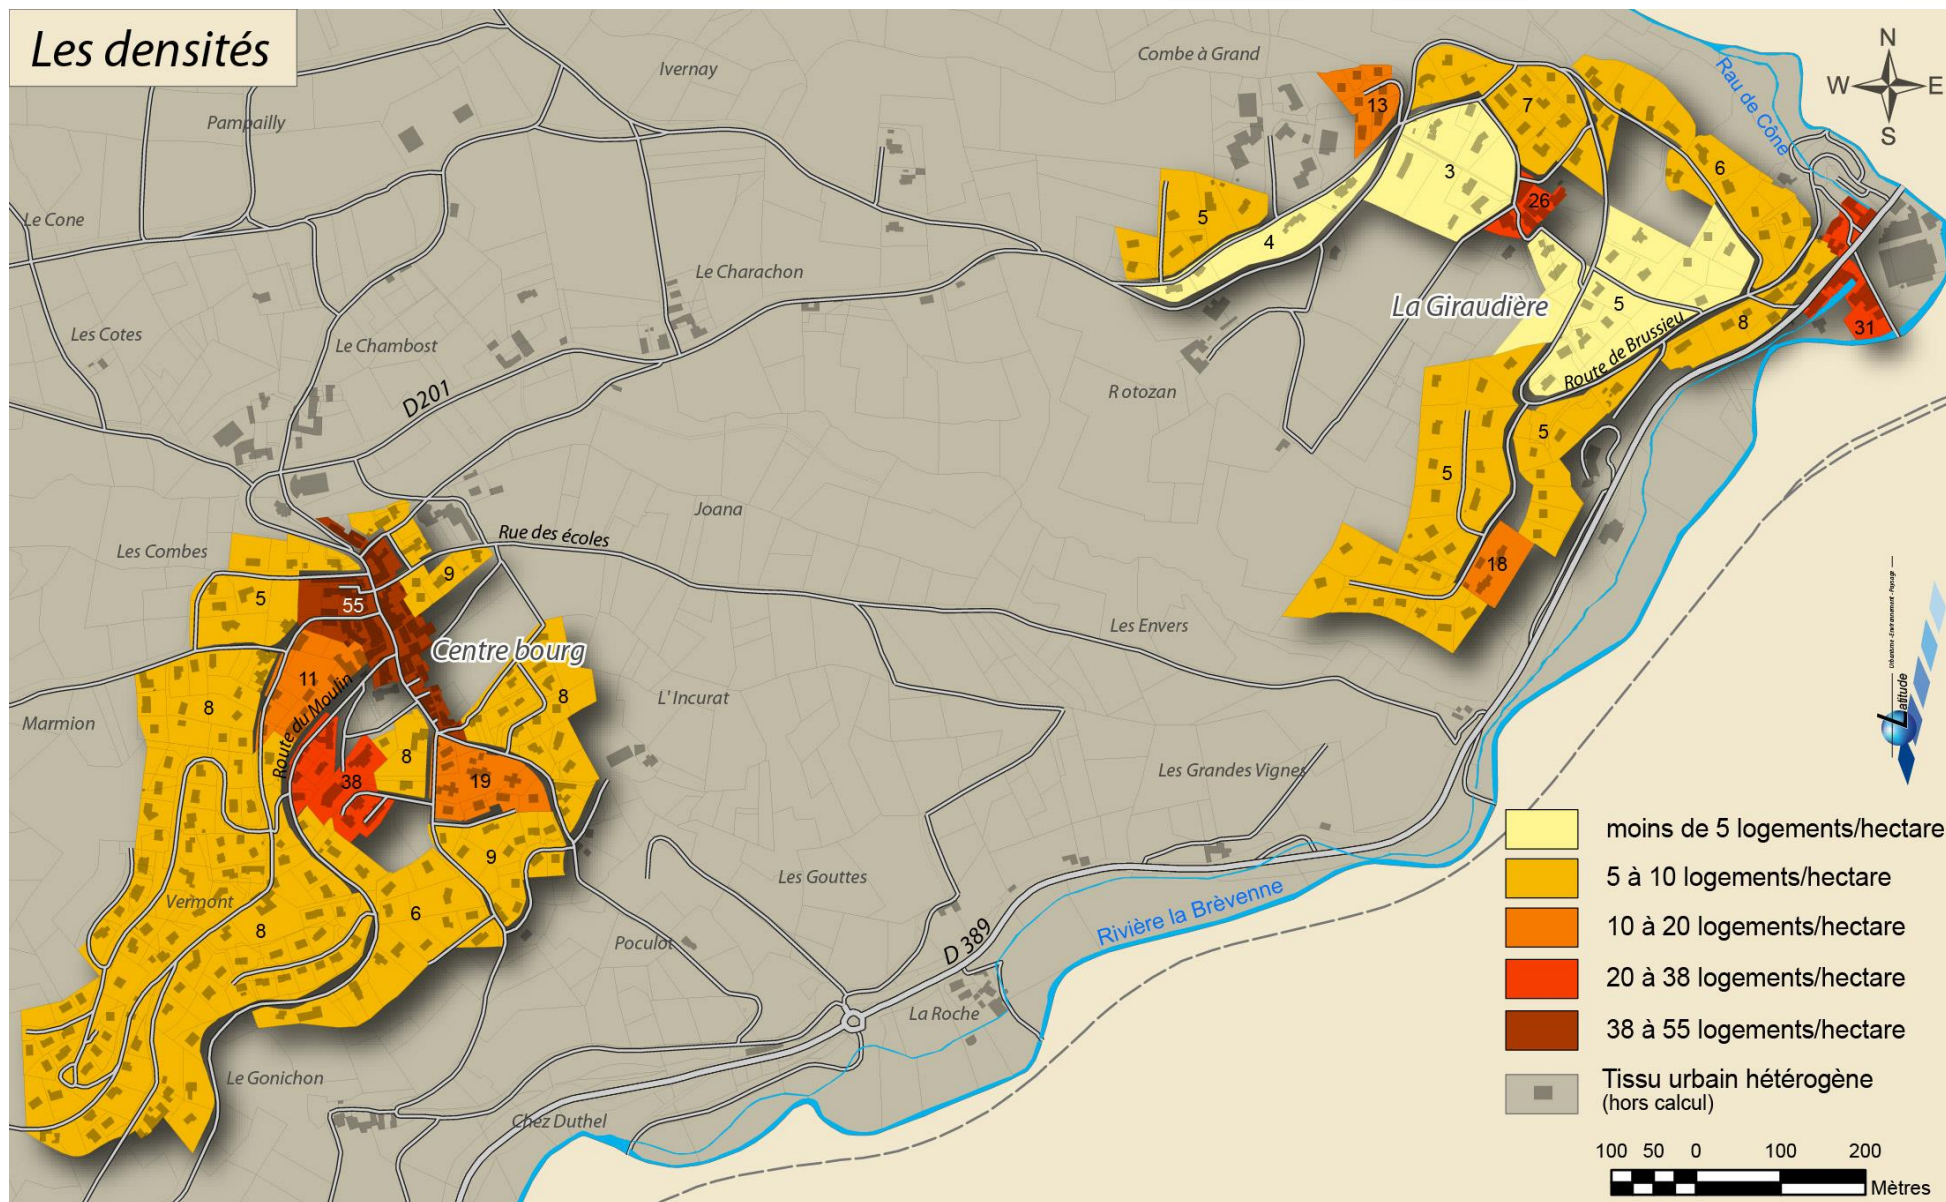 Les densités
Ivernay
Combe à Grand
N
W
E
S
Rau de Cône
Pampailly
13
7
3
6
26
Le Cone
5
4
Le Charachon
La Giraudière
5
Les Cotes
Le Chambost
8
31
Route de Brussieu
D201
Rotozan
5
5
Joana
Rue des écoles
Les Combes
9
18
5
55
Les Envers
Centre bourg
11
8
8
L' Incurat
Marmion
Route du Moulin
8
38
19
Les Grandes Vignes
Urbanisme - Environnement - Paysage
Latitude
9
Les Gouttes
Vermont
6
8
Rivière la Brèvenne
Poculot
D 389
La Roche
Le Gonichon
Chez Duthel
moins de 5 logements/hectare
5 à 10 logements/hectare
10 à 20 logements/hectare
20 à 38 logements/hectare
38 à 55 logements/hectare
Tissu urbain hétérogène
(hors calcul)
100 50 0 100 200
Mètres